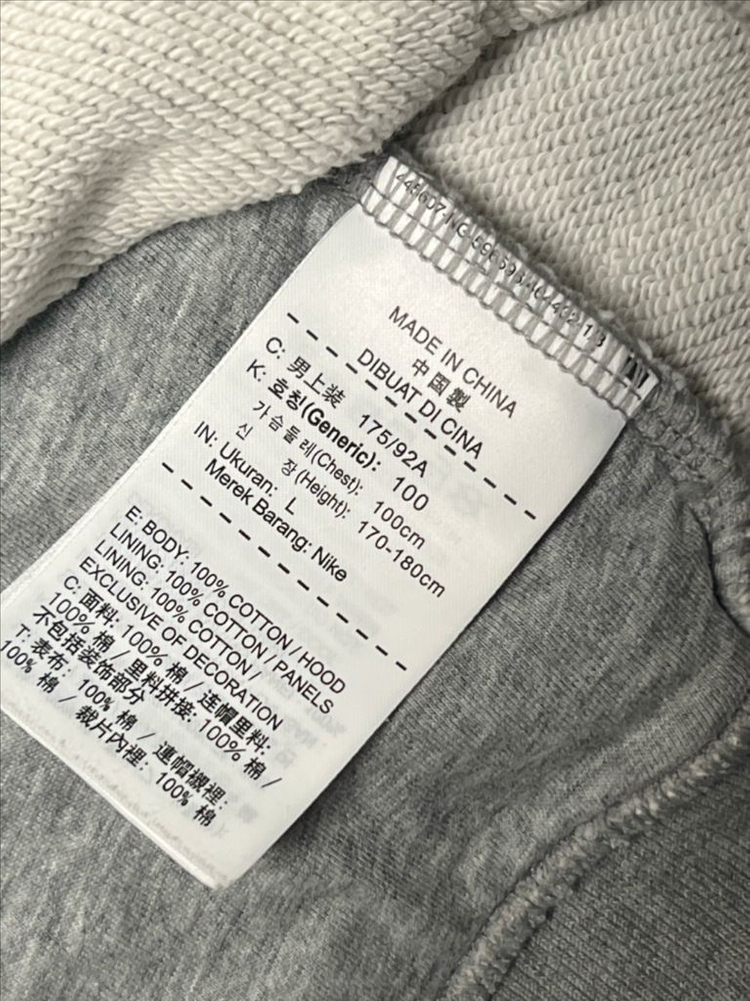 MADE IN CHINA
中国製
DIBUAT DI CINA
C: 男上装 175/92A
K: 호칭(Generic): 100
가슴둘레(Chest): 100cm
신 장(Height): 170-180cm
IN: Ukuran: L
Merek Barang: Nike
E: BODY: 100% COTTON / HOOD
LINING: 100% COTTON / PANELS
LINING: 100% COTTON /
EXCLUSIVE OF DECORATION
C: 面料: 100% 棉 / 连帽里料:
100% 棉 / 里料拼接: 100% 棉 /
不包括装饰部分
T: 表布: 100% 棉 / 連帽襯裡:
100% 棉 / 裁片內裡: 100% 棉